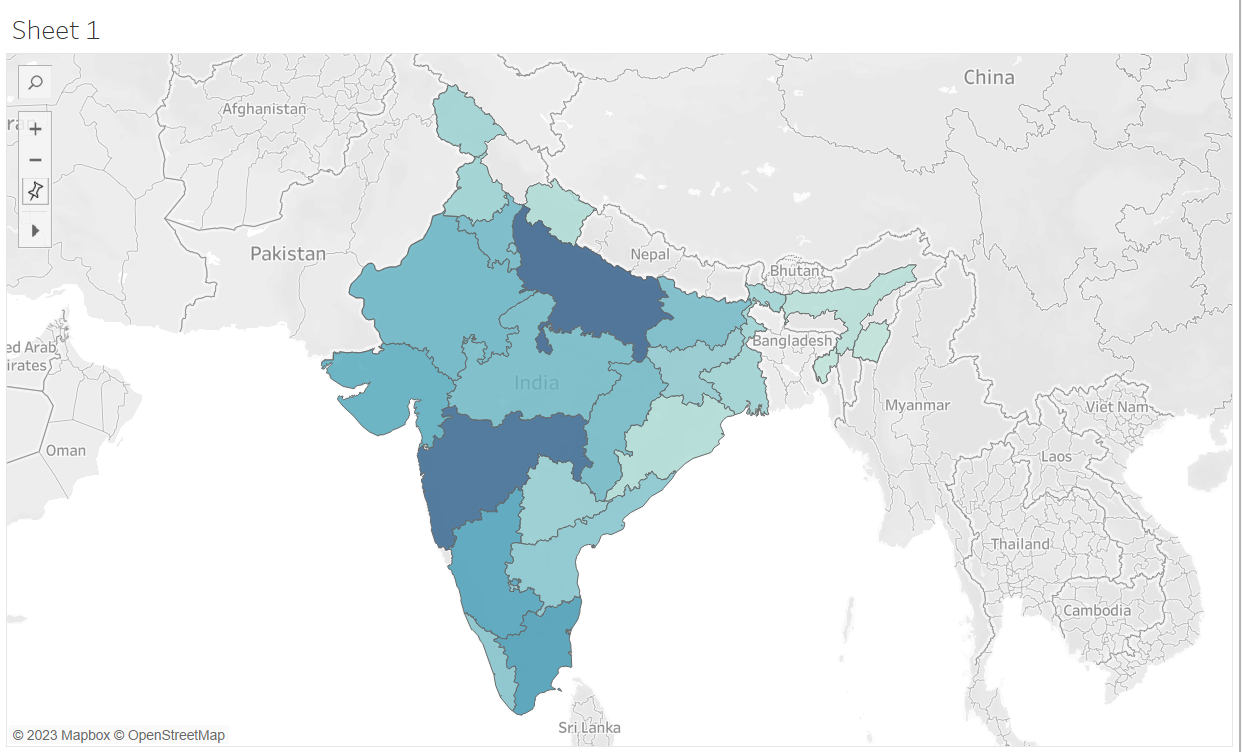 Sheet 1
China
Afghanistan
Pakistan
Nepal
Bhutan
ed Arab
irates
Bangladesh
India
Oman
Myanmar
Viet Nam
Laos
Thailand
Cambodia
Sri Lanka
© 2023 Mapbox © OpenStreetMap